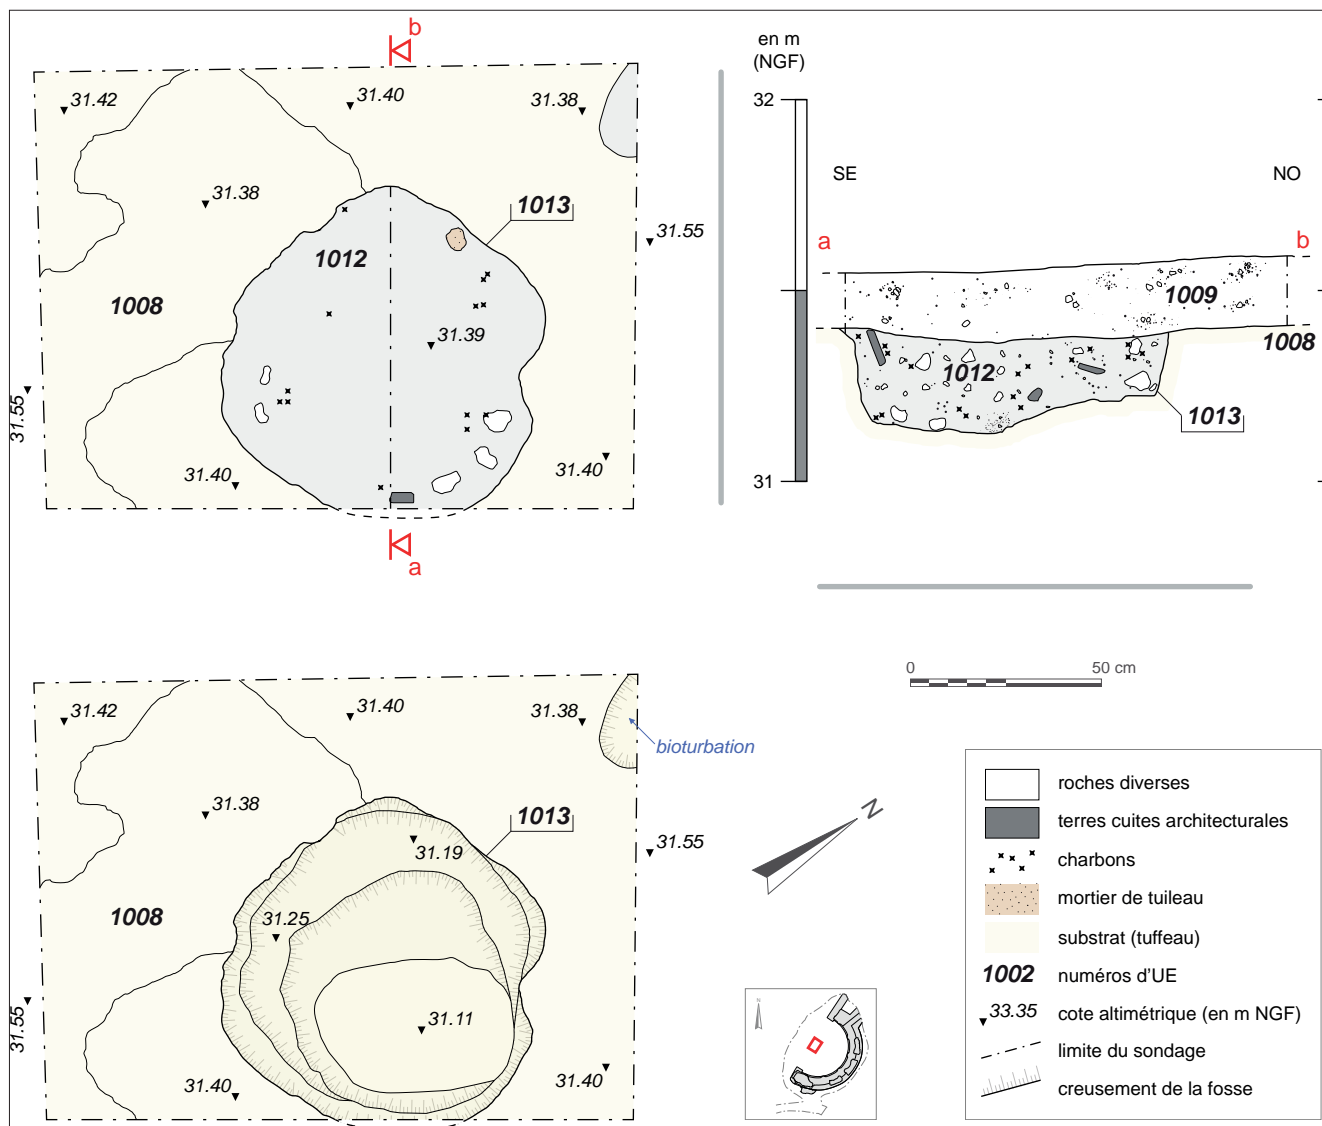 b
31.42
31.40
31.38
31.38
1013
31.55
1012
1008
31.39
31.55
31.40
31.40
a
en m
(NGF)
32
SE
NO
a
b
1009
1008
1012
1013
31
0
50 cm
31.42
31.40
31.38
bioturbation
31.38
1013
31.19
31.55
1008
31.25
31.55
31.11
31.40
31.40
N
N
roches diverses
terres cuites architecturales
charbons
mortier de tuileau
substrat (tuffeau)
1002 numéros d'UE
33.35 cote altimétrique (en m NGF)
limite du sondage
creusement de la fosse